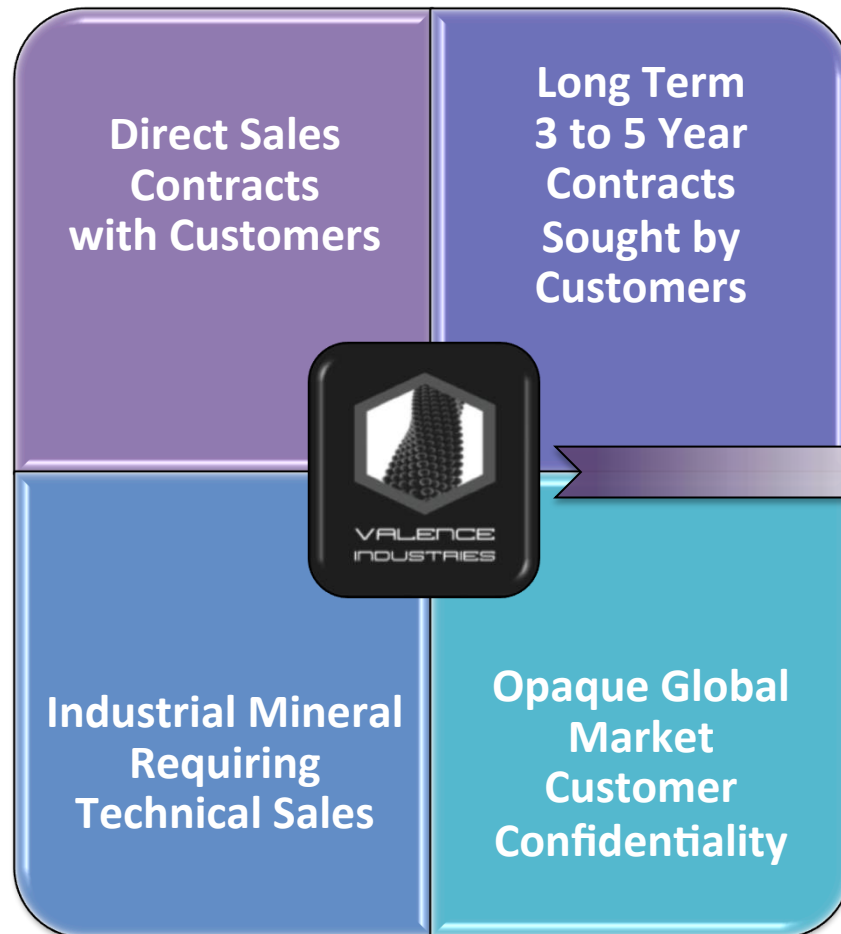 Direct Sales
Contracts
with Customers
Long Term
3 to 5 Year
Contracts
Sought by
Customers
VALENCE
INDUSTRIES
Industrial Mineral
Requiring
Technical Sales
Opaque Global
Market
Customer
Confidentiality